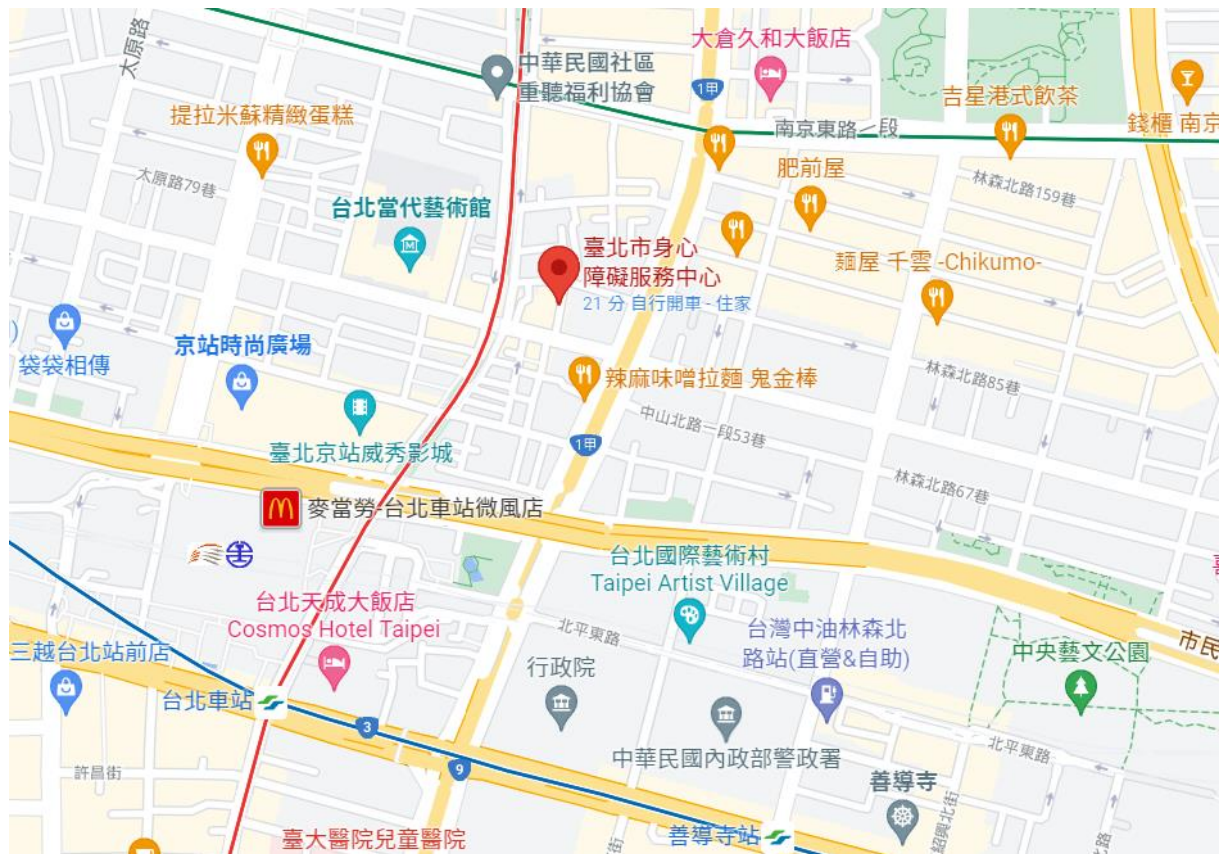 太原路
中華民國社區
重聽福利協會
大倉久和大飯店
1甲
提拉米蘇精緻蛋糕
南京東路一段
吉星港式飲茶
錢櫃 南京
太原路79巷
肥前屋
林森北路159巷
台北當代藝術館
臺北市身心
障礙服務中心
21 分 自行開車 - 住家
麵屋 千雲 -Chikumo-
)
袋袋相傳
京站時尚廣場
辣麻味噌拉麵 鬼金棒
林森北路85巷
中山北路一段53巷
1甲
臺北京站威秀影城
林森北路67巷
麥當勞-台北車站微風店
台北國際藝術村
Taipei Artist Village
台北天成大飯店
Cosmos Hotel Taipei
北平東路
台灣中油林森北
路站(直營&自助)
中央藝文公園
市民
三越台北站前店
行政院
台北車站
3
中華民國內政部警政署
北平東路
9
許昌街
善導寺
臺大醫院兒童醫院
善導寺站
紹興北街